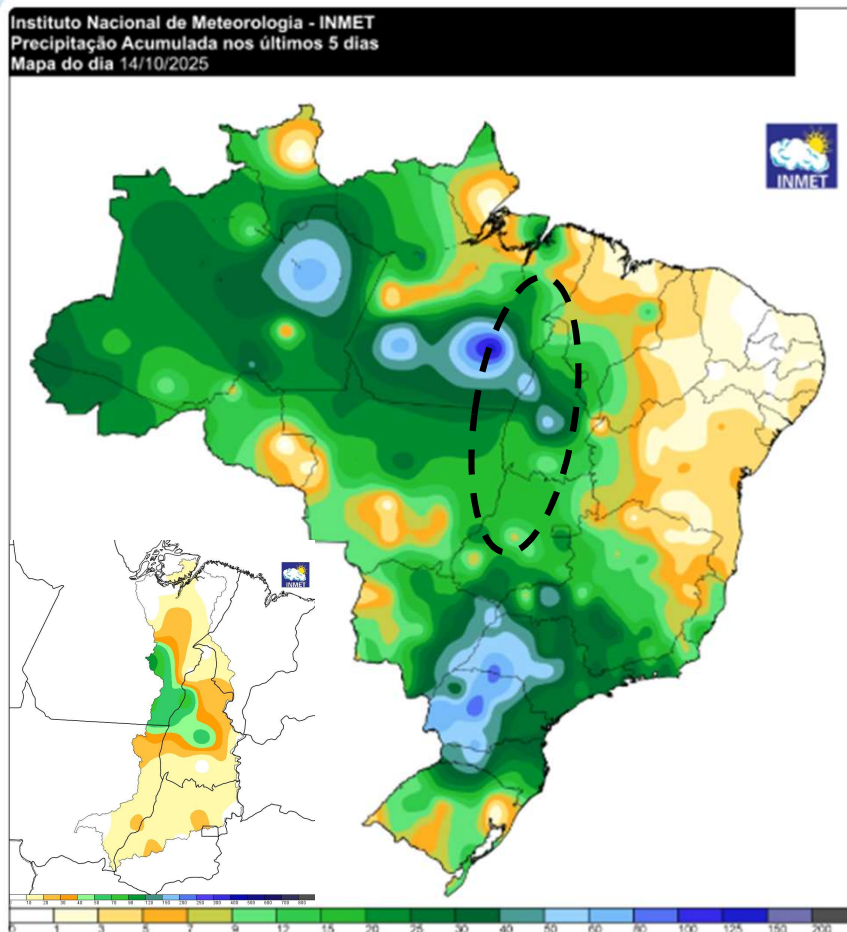 Instituto Nacional de Meteorologia - INMET
Precipitação Acumulada nos últimos 5 dias
Mapa do dia 14/10/2025
INMET
INMET
0 1 3 5 7 9 12 15 20 25 30 40 50 60 80 100 125 150 200